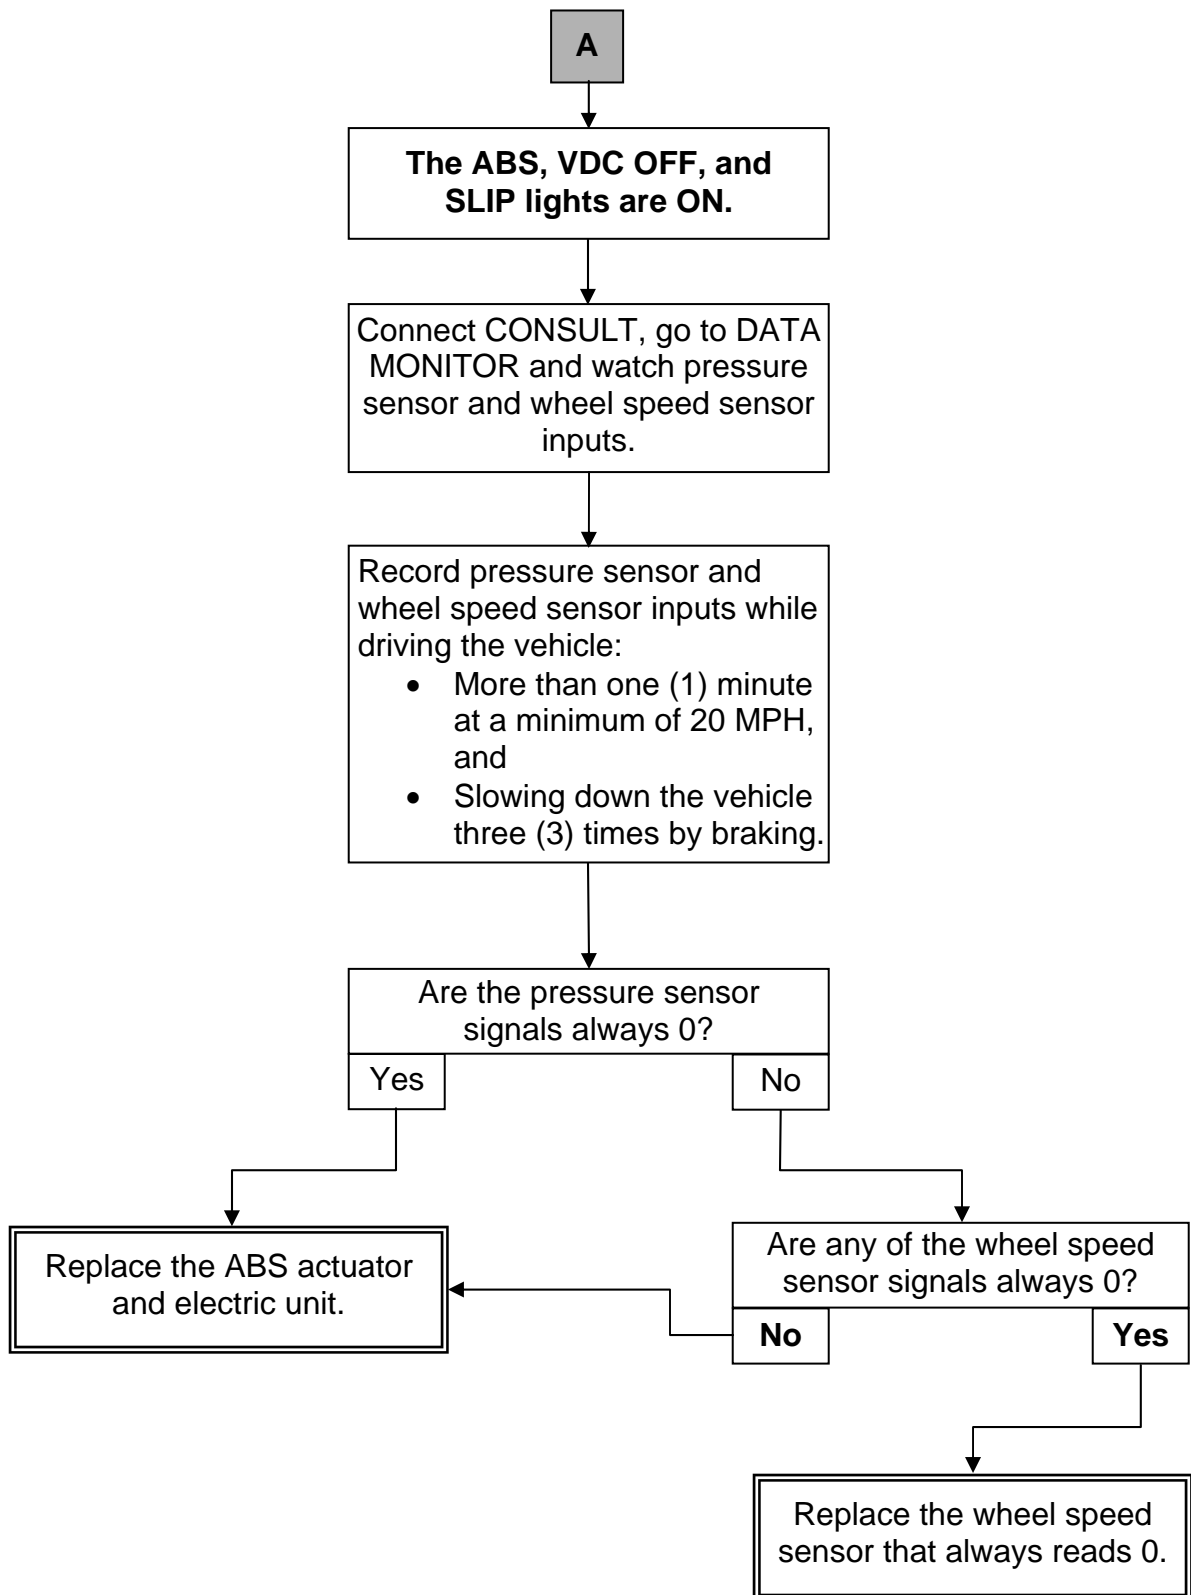 A
The ABS, VDC OFF, and
SLIP lights are ON.
Connect CONSULT, go to DATA
MONITOR and watch pressure
sensor and wheel speed sensor
inputs.
Record pressure sensor and
wheel speed sensor inputs while
driving the vehicle:
• More than one (1) minute
at a minimum of 20 MPH,
and
• Slowing down the vehicle
three (3) times by braking.
Are the pressure sensor
signals always 0?
Yes
No
Replace the ABS actuator
and electric unit.
Are any of the wheel speed
sensor signals always 0?
No
Yes
Replace the wheel speed
sensor that always reads 0.